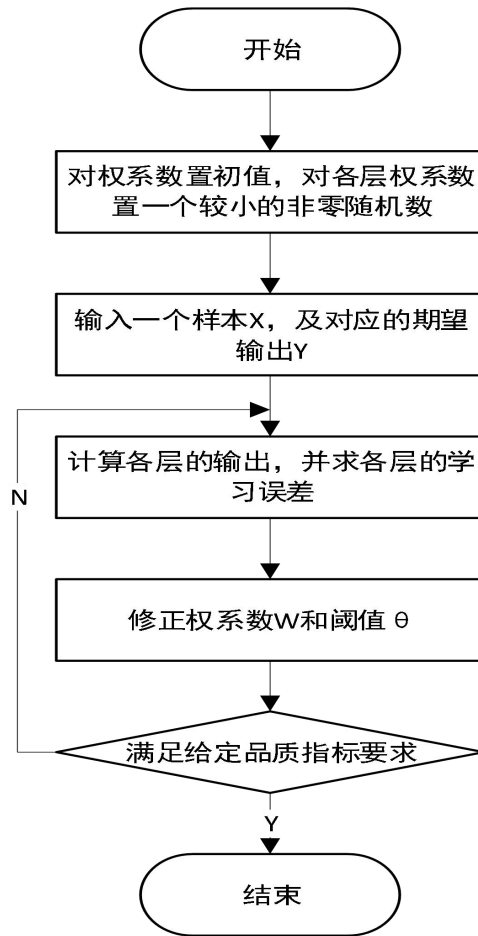 开始
对权系数置初值，对各层权系数
置一个较小的非零随机数
输入一个样本X，及对应的期望
输出Y
计算各层的输出，并求各层的学
习误差
N
修正权系数W和阈值 θ
满足给定品质指标要求
Y
结束